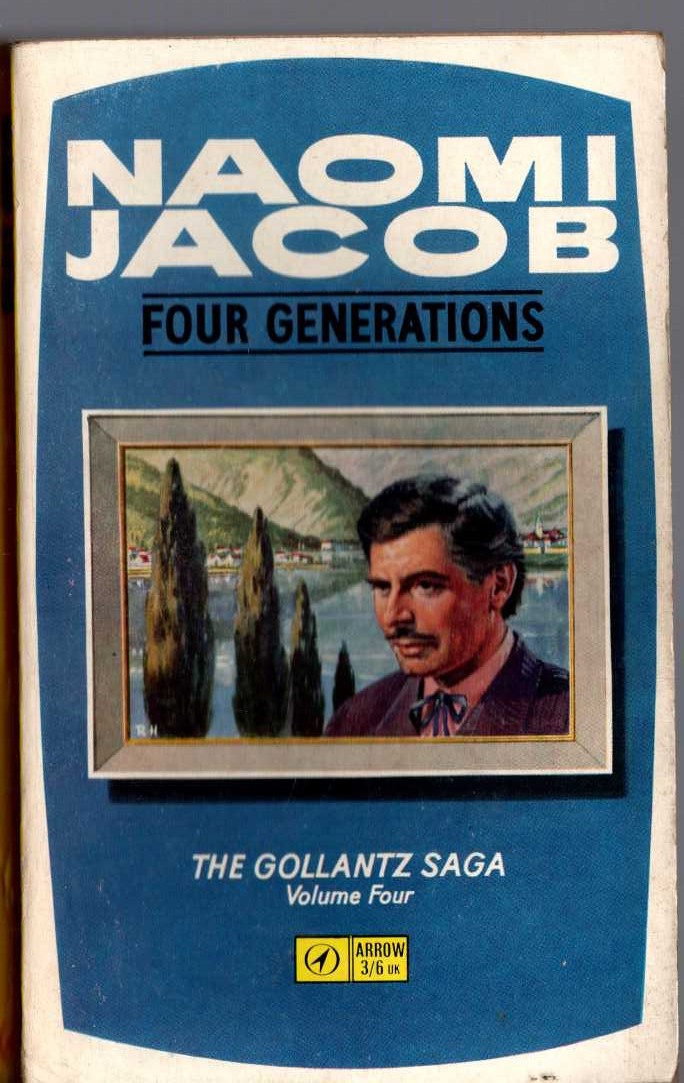 NAOMI
JACOB
FOUR GENERATIONS
R H
THE GOLLANTZ SAGA
Volume Four
ARROW
3/6 UK